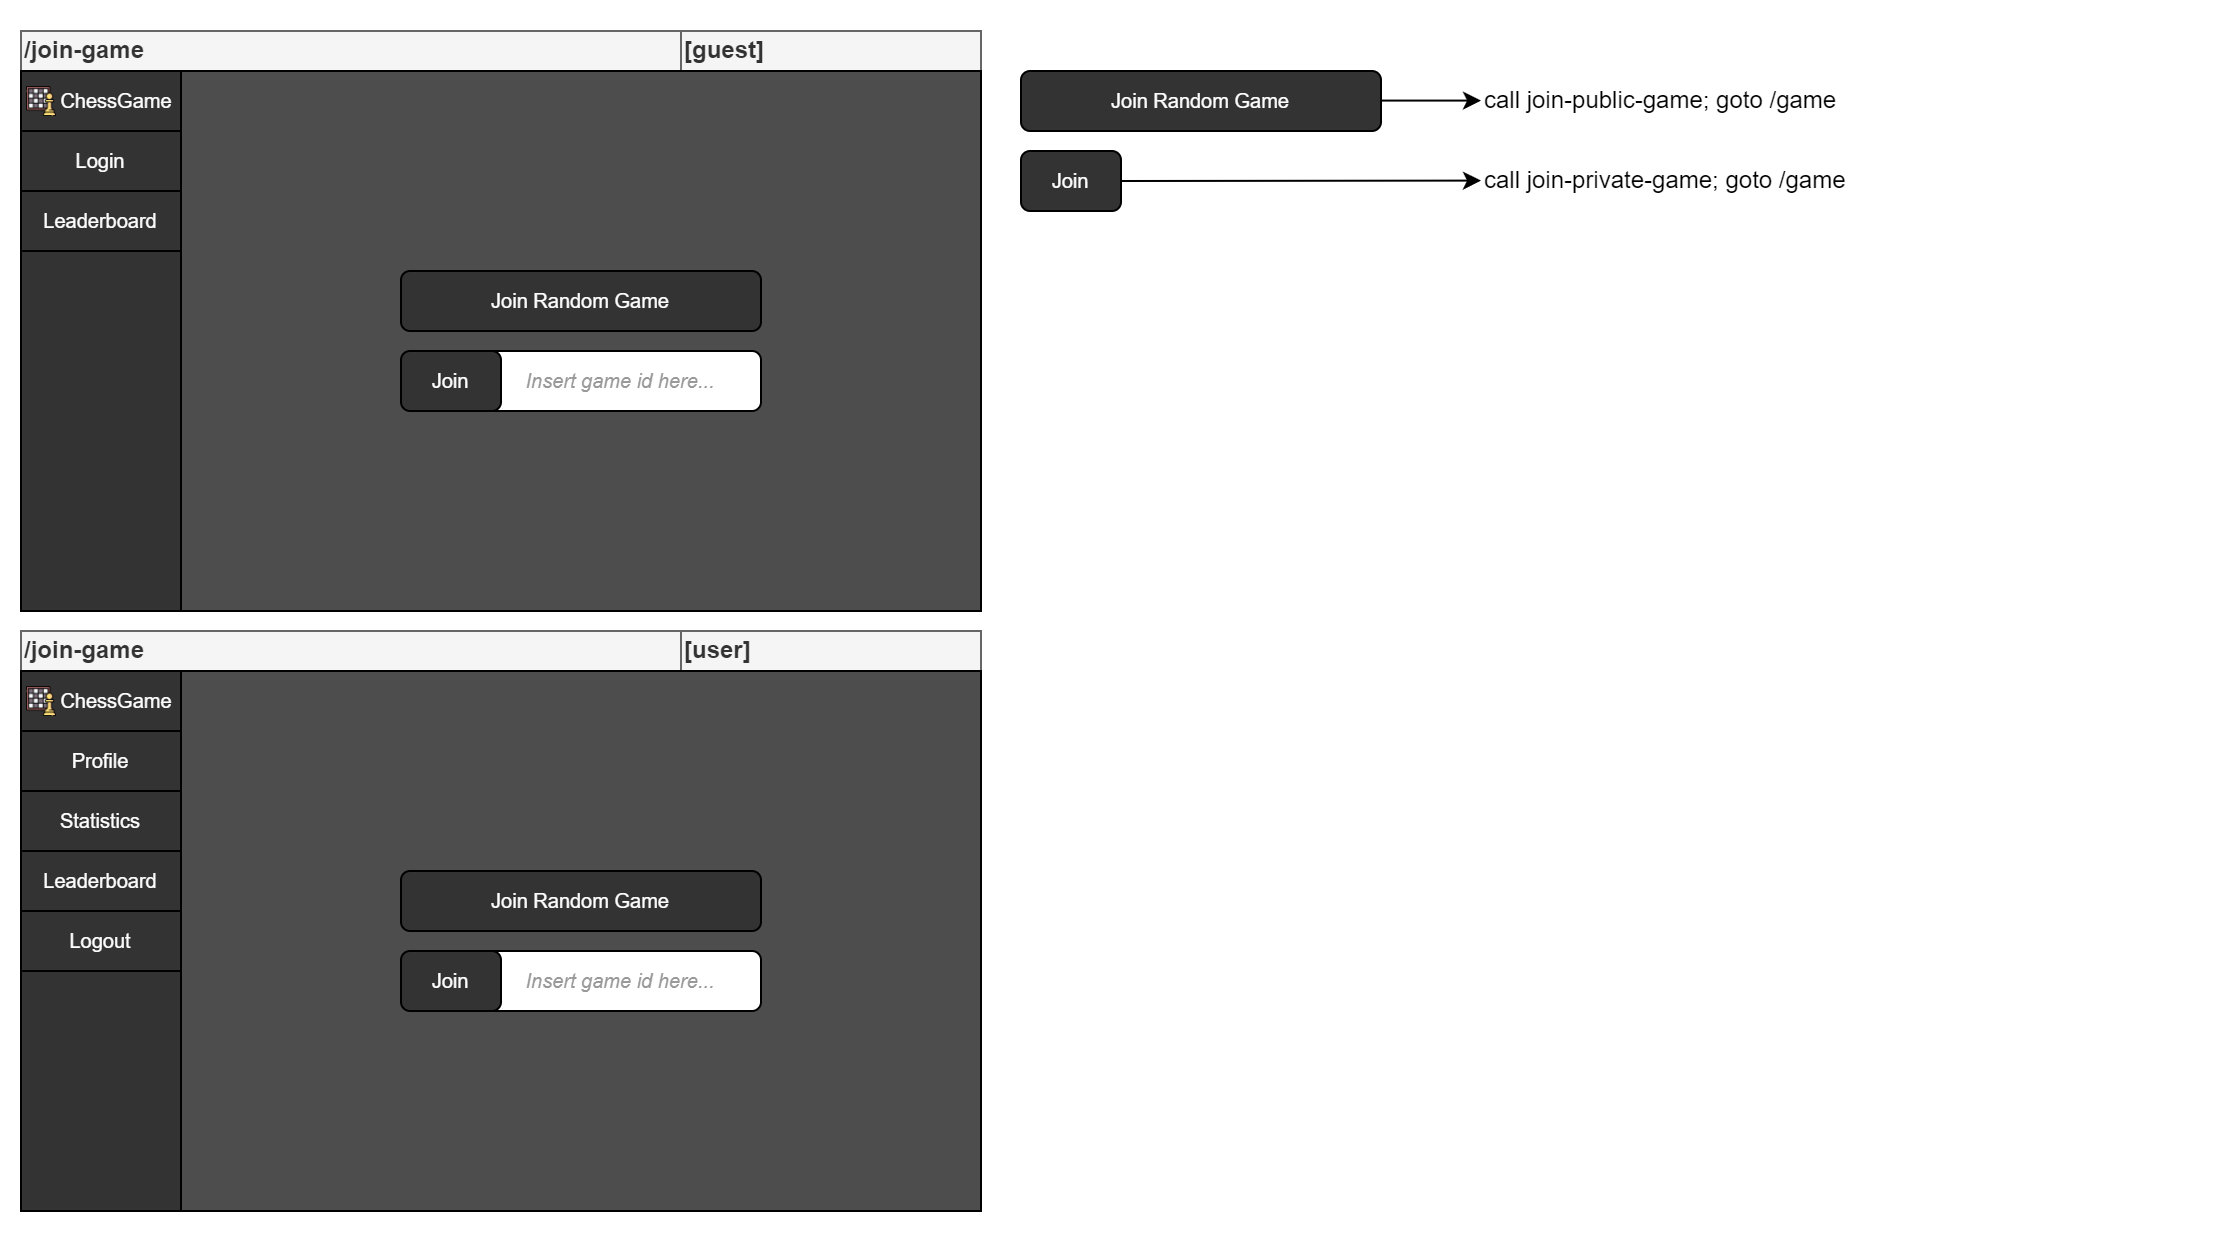 /join-game
[guest]
ChessGame
Login
Leaderboard
Join Random Game
Join
Insert game id here...
Join Random Game
call join-public-game; goto /game
Join
call join-private-game; goto /game
/join-game
[user]
ChessGame
Profile
Statistics
Leaderboard
Logout
Join Random Game
Join
Insert game id here...